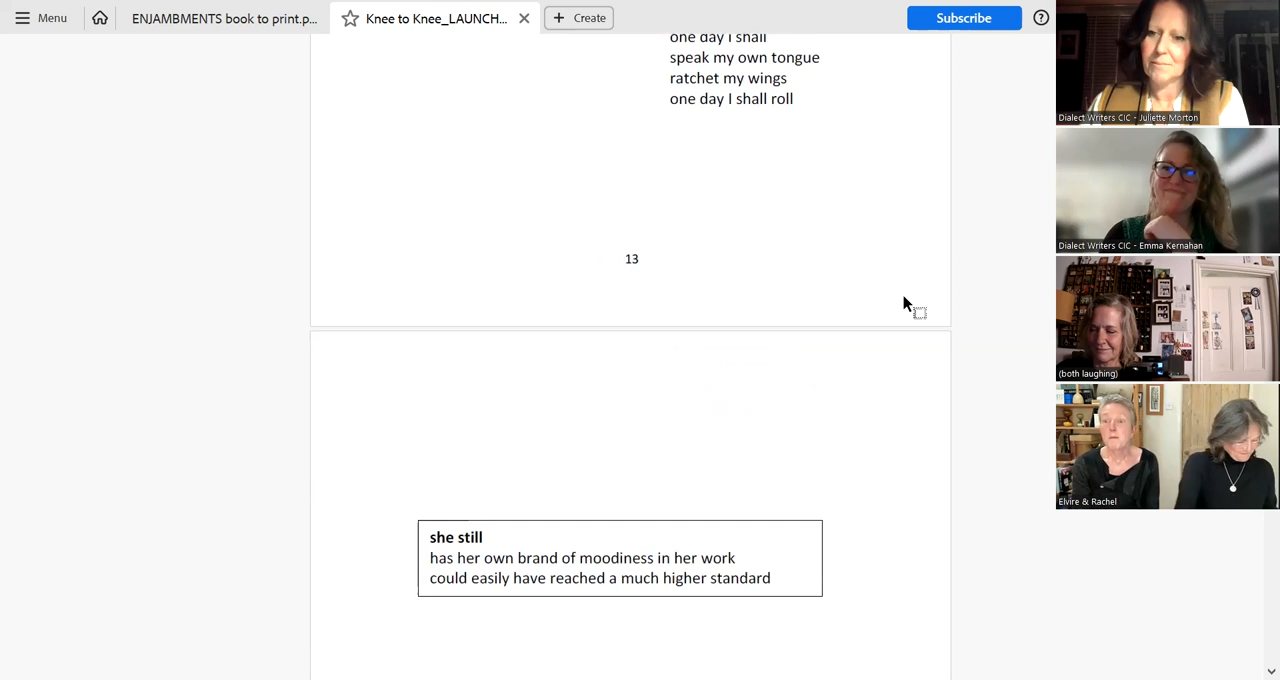 Menu
ENJAMBMENTS book to print.p...
Knee to Knee_LAUNCH...
Create
Subscribe
one day I shall
speak my own tongue
ratchet my wings
one day I shall roll
13
she still
has her own brand of moodiness in her work
could easily have reached a much higher standard
Dialect Writers CIC - Juliette Morton
Dialect Writers CIC - Emma Kernahan
(both laughing)
Elvire & Rachel